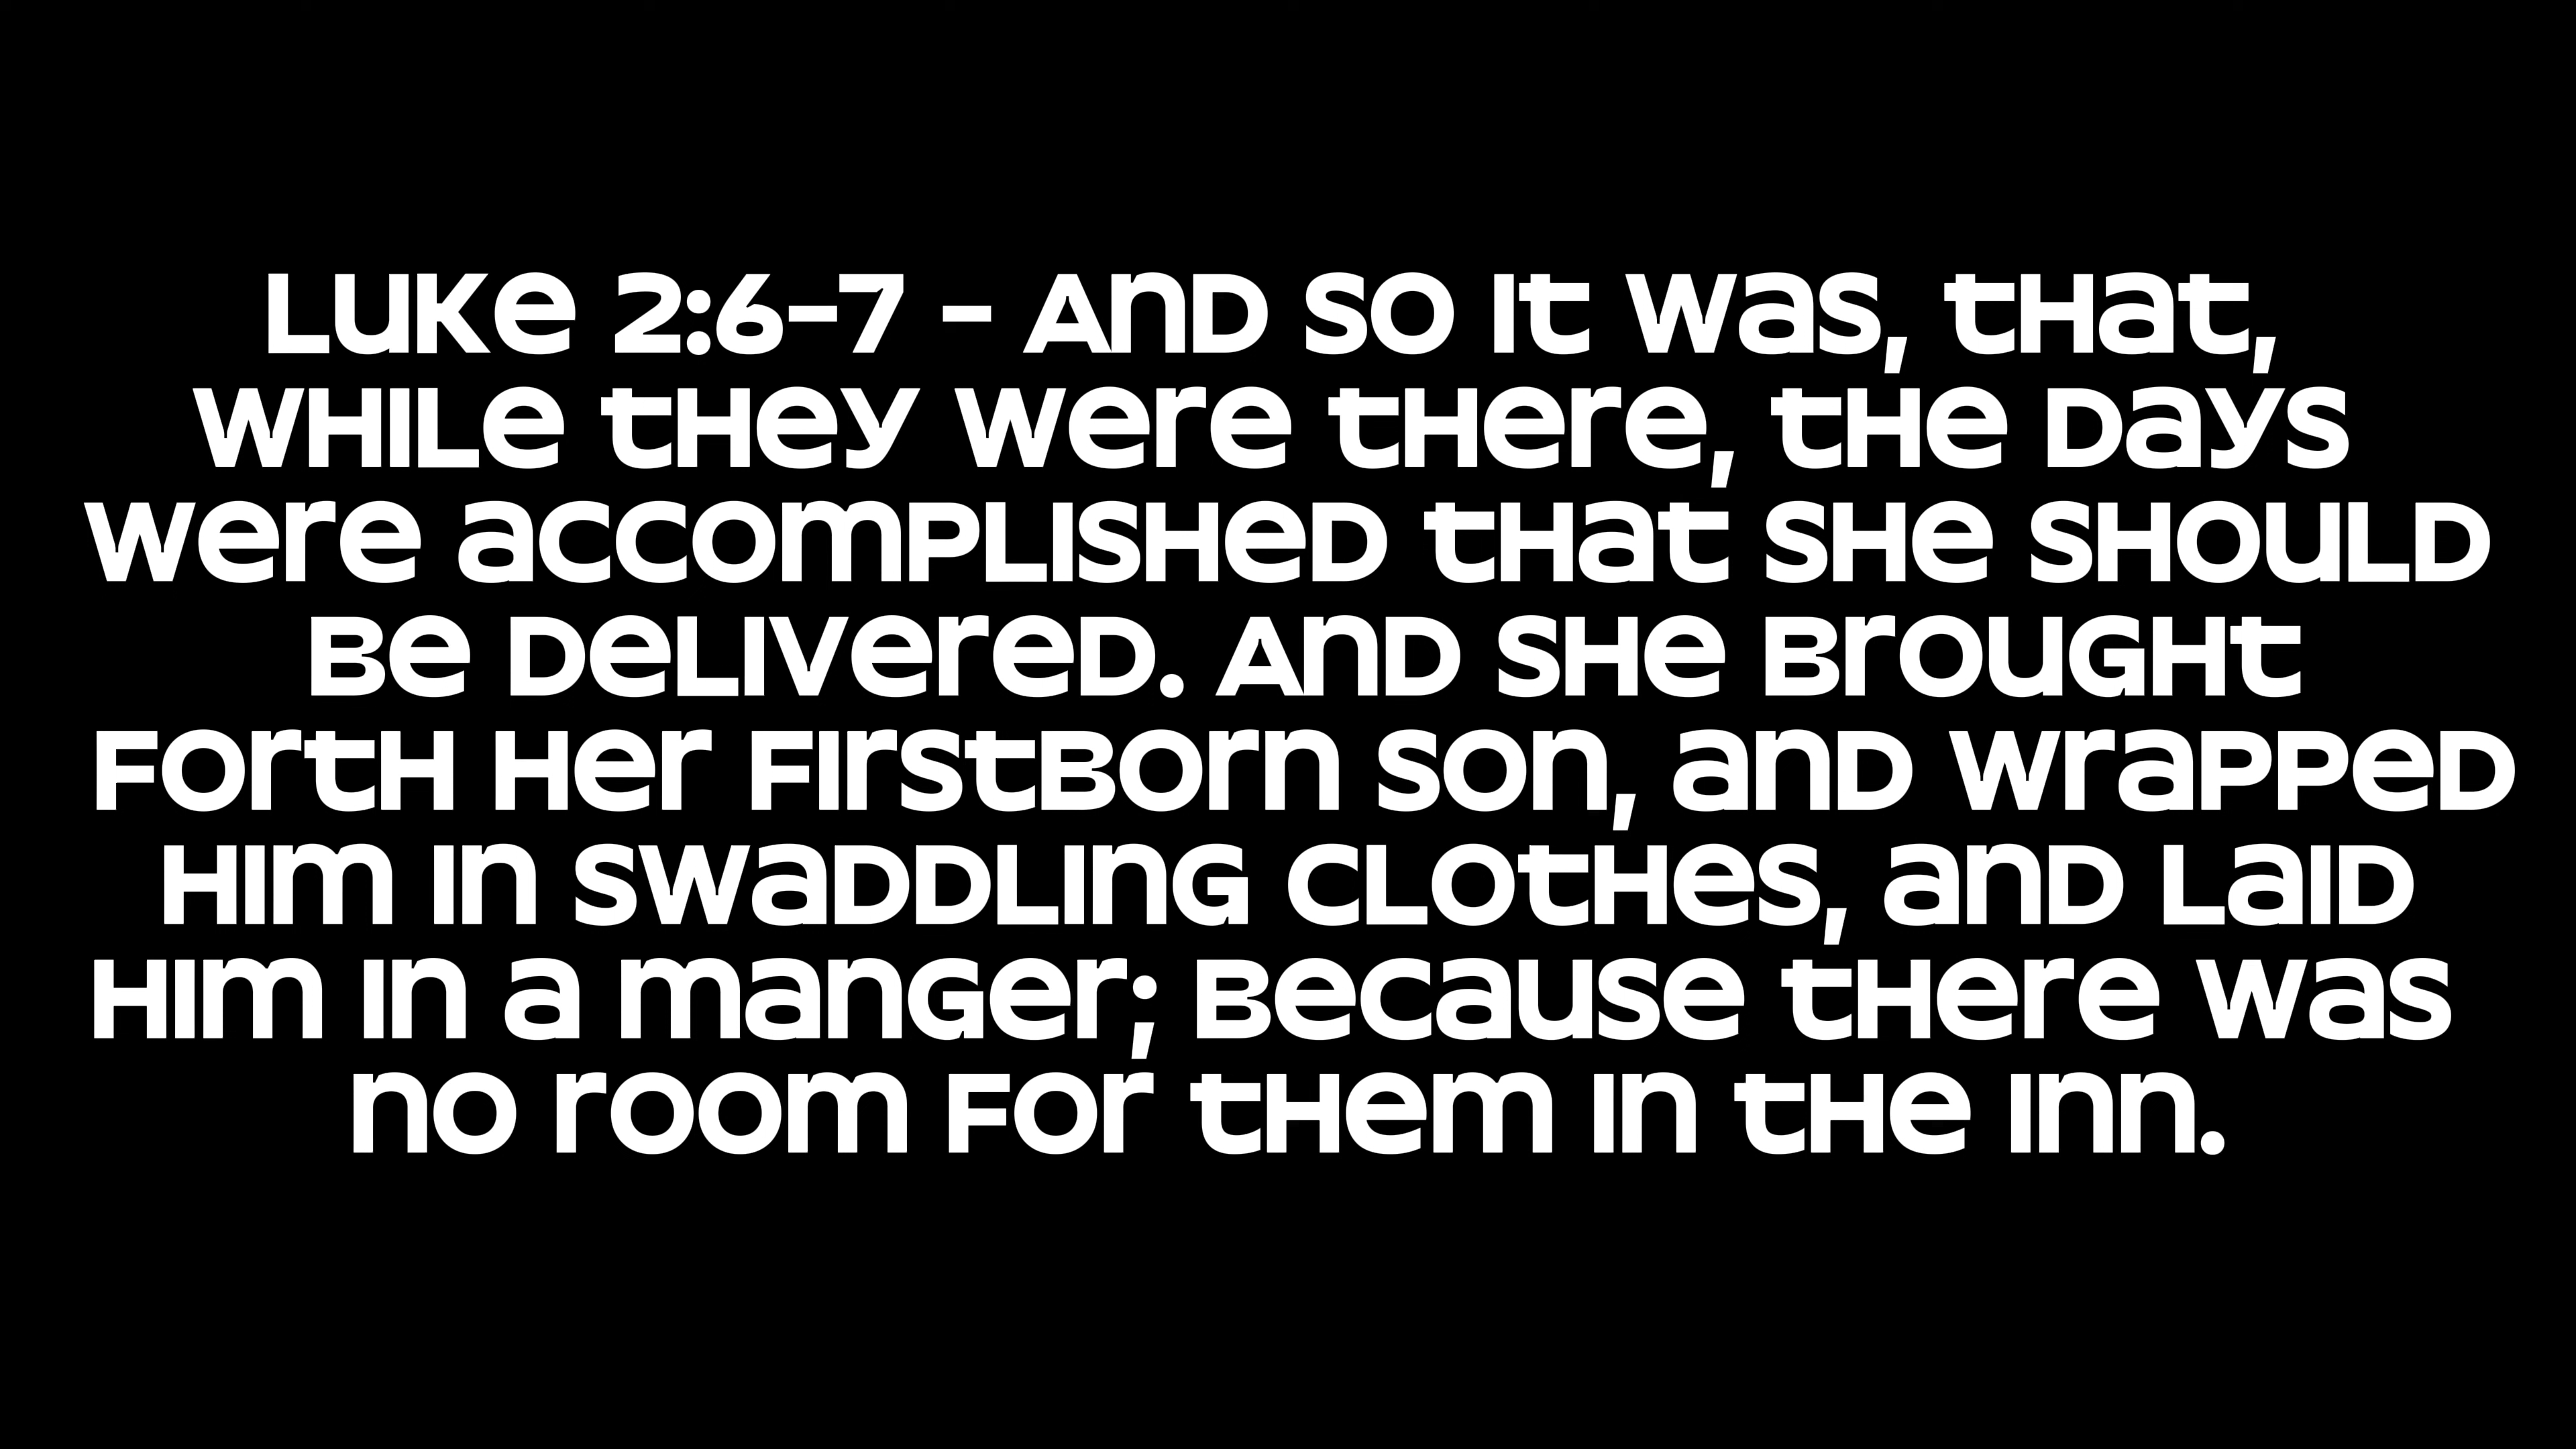 Luke 2:6-7 - And so it was, that,
while they were there, the days
were accomplished that she should
be delivered. And she brought
forth her firstborn son, and wrapped
him in swaddling clothes, and laid
him in a manger; because there was
no room for them in the inn.